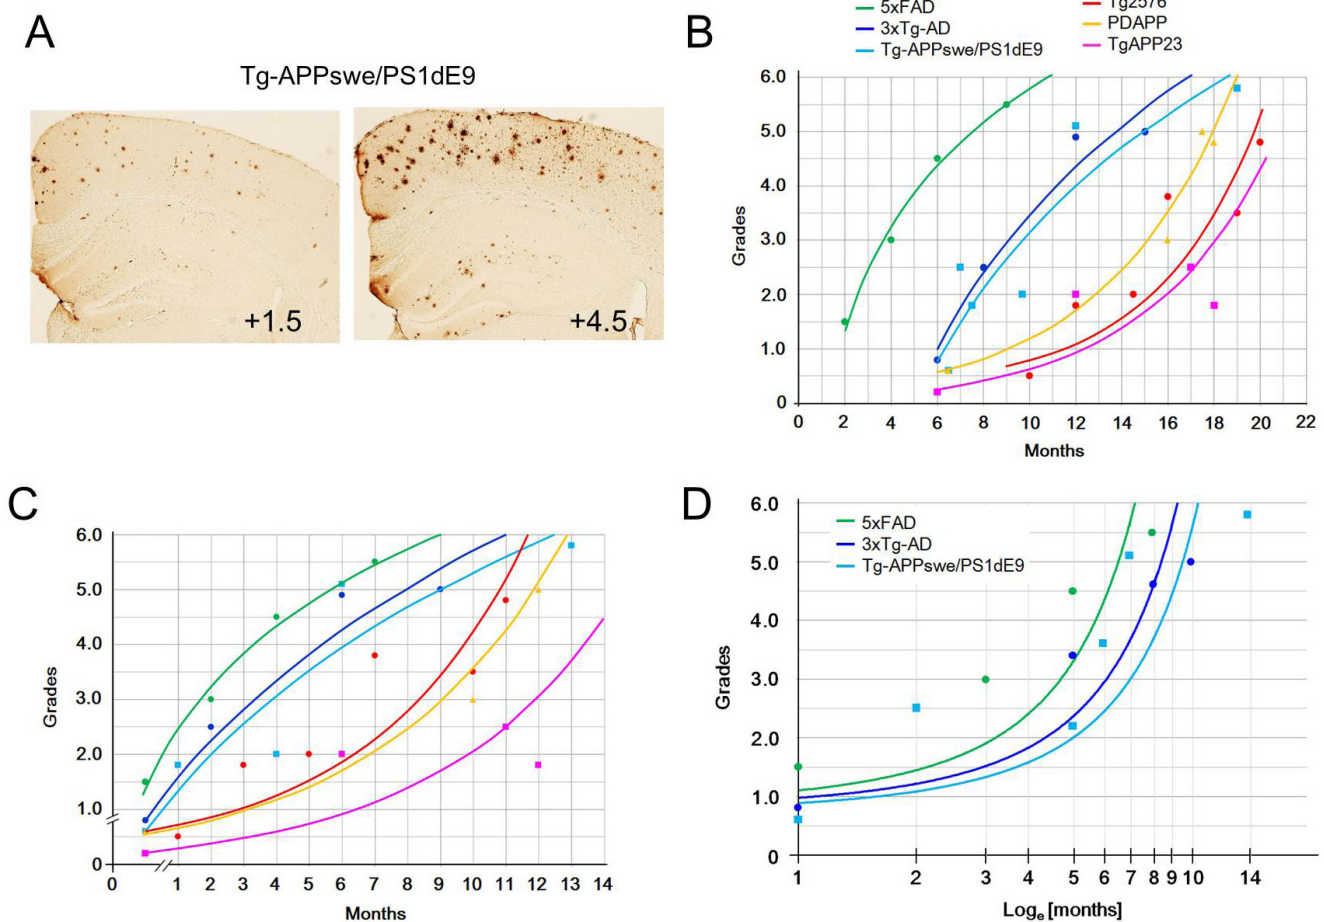 A
Tg-APPswe/PS1dE9
+1.5
+4.5
B
5xFAD
3xTg-AD
Tg-APPswe/PS1dE9
Tg2576
PDAPP
TgAPP23
6.0
5.0
4.0
3.0
2.0
1.0
0
Grades
0 2 4 6 8 10 12 14 16 18 20 22
Months
C
6.0
5.0
4.0
3.0
2.0
1.0
0
Grades
0 1 2 3 4 5 6 7 8 9 10 11 12 13 14
Months
D
5xFAD
3xTg-AD
Tg-APPswe/PS1dE9
6.0
5.0
4.0
3.0
2.0
1.0
0
Grades
1 2 3 4 5 6 7 8 9 10 14
Logₑ [months]